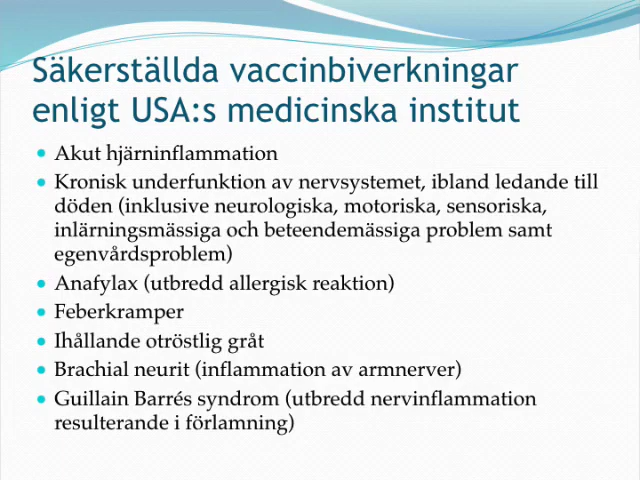 Säkerställda vaccinbiverkningar
enligt USA:s medicinska institut
• Akut hjärninflammation
• Kronisk underfunktion av nervsystemet, ibland ledande till
döden (inklusive neurologiska, motoriska, sensoriska,
inlärningsmässiga och beteendemässiga problem samt
egenvårdsproblem)
• Anafylax (utbredd allergisk reaktion)
• Feberkramper
• Ihållande otröstlig gråt
• Brachial neurit (inflammation av armnerver)
• Guillain Barrés syndrom (utbredd nervinflammation
resulterande i förlamning)